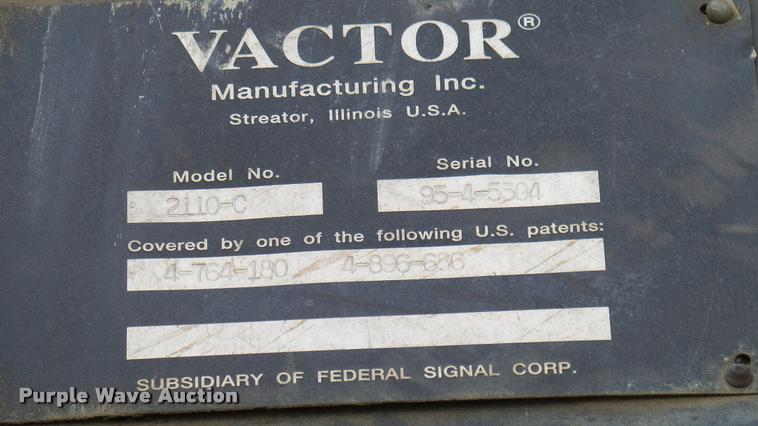 VACTOR®
Manufacturing Inc.
Streator, Illinois U.S.A.
Model No. Serial No.
2110-C 95-4-5504
Covered by one of the following U.S. patents:
4-764-180 4-896-686
SUBSIDIARY OF FEDERAL SIGNAL CORP.
Purple Wave Auction